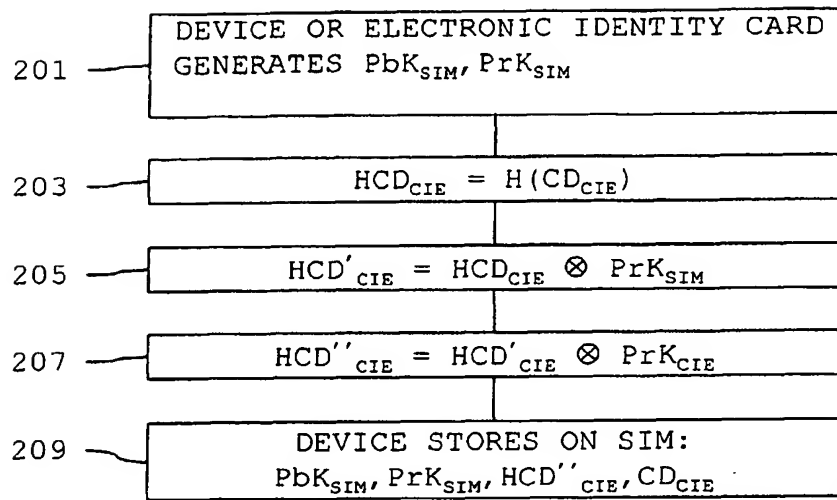 201
DEVICE OR ELECTRONIC IDENTITY CARD
GENERATES PbK_SIM, PrK_SIM
203
HCD_CIE = H(CD_CIE)
205
HCD'_CIE = HCD_CIE ⊗ PrK_SIM
207
HCD''_CIE = HCD'_CIE ⊗ PrK_CIE
209
DEVICE STORES ON SIM:
PbK_SIM, PrK_SIM, HCD''_CIE, CD_CIE